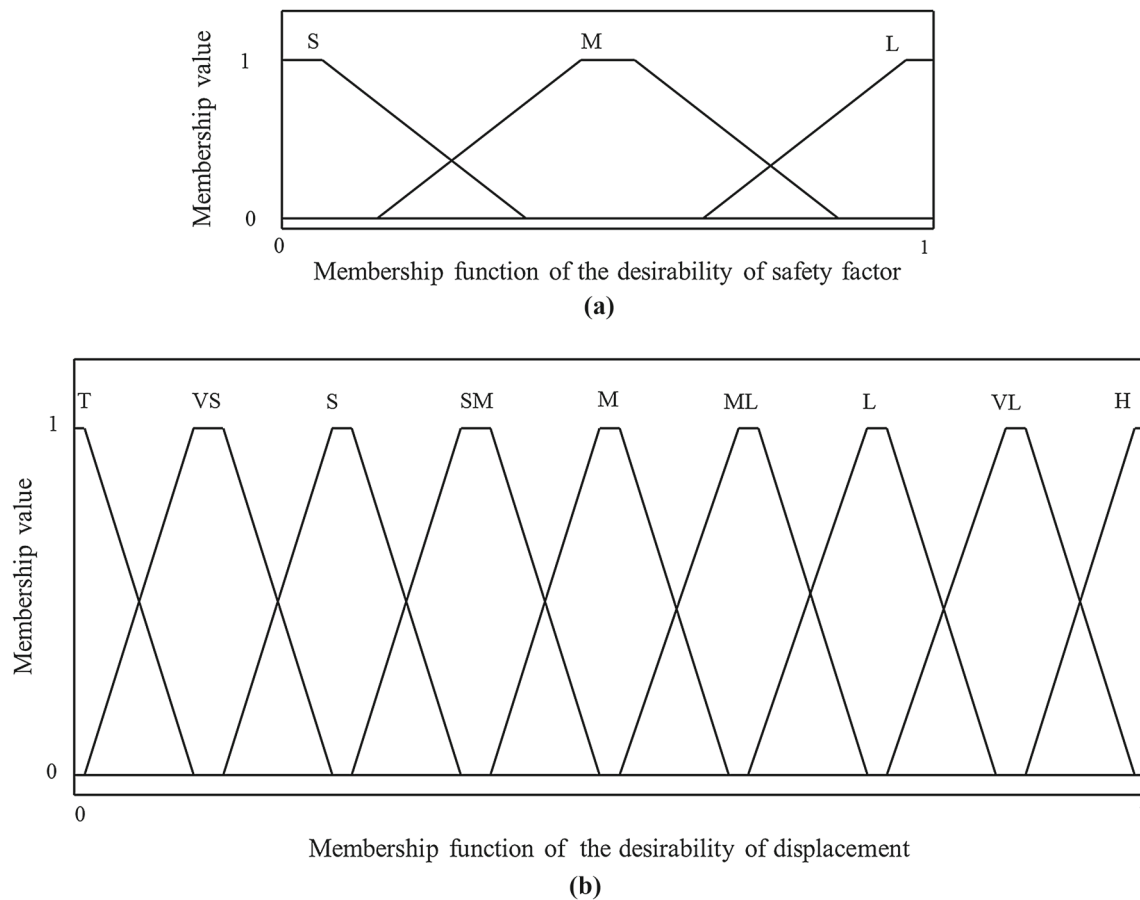 S M L
1
Membership value
0
0 1
Membership function of the desirability of safety factor
(a)
T VS S SM M ML L VL H
1
Membership value
0
0
Membership function of the desirability of displacement
(b)